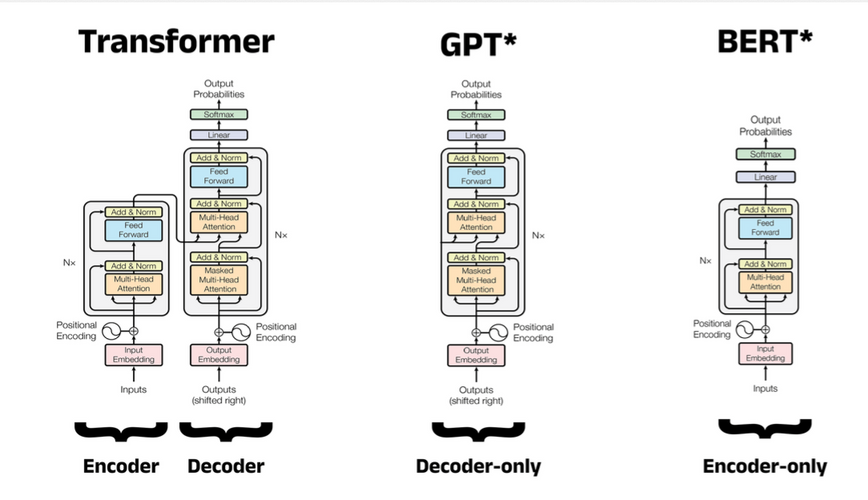 Transformer
Output
Probabilities
Softmax
Linear
Add & Norm
Feed
Forward
Add & Norm
Multi-Head
Attention
Add & Norm
Masked
Multi-Head
Attention
Nx
Add & Norm
Feed
Forward
Add & Norm
Multi-Head
Attention
Nx
Positional
Encoding
Input
Embedding
Inputs
Positional
Encoding
Output
Embedding
Outputs
(shifted right)
Encoder
Decoder
GPT*
Output
Probabilities
Softmax
Linear
Add & Norm
Feed
Forward
Add & Norm
Multi-Head
Attention
Add & Norm
Masked
Multi-Head
Attention
Nx
Positional
Encoding
Output
Embedding
Outputs
(shifted right)
Decoder-only
BERT*
Output
Probabilities
Softmax
Linear
Add & Norm
Feed
Forward
Add & Norm
Multi-Head
Attention
Nx
Positional
Encoding
Input
Embedding
Inputs
Encoder-only